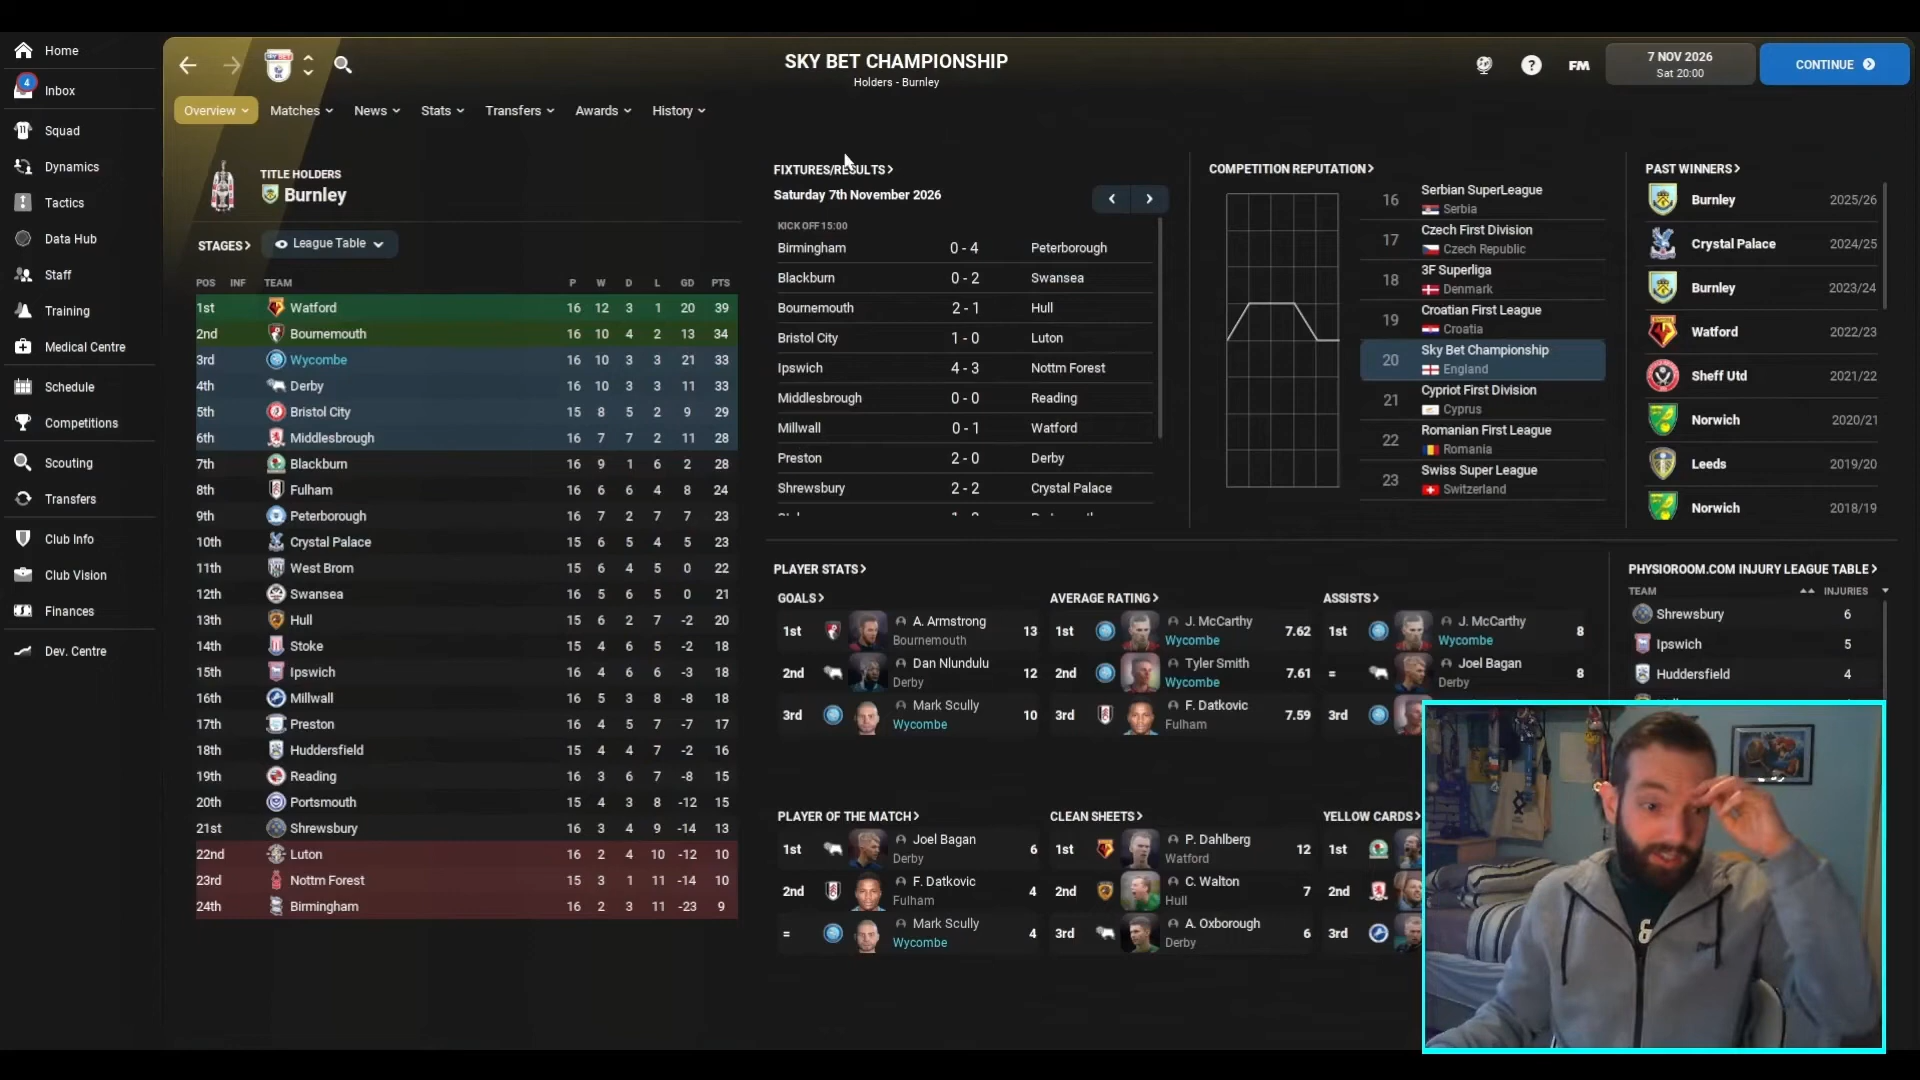 Home
4
Inbox
Squad
Dynamics
Tactics
Data Hub
Staff
Training
Medical Centre
Schedule
Competitions
Scouting
Transfers
Club Info
Club Vision
Finances
Dev. Centre
SKY BET CHAMPIONSHIP
Holders - Burnley
FM
7 NOV 2026
Sat 20:00
CONTINUE
Overview Matches News Stats Transfers Awards History
TITLE HOLDERS
Burnley
STAGES> League Table
POS INF TEAM P W D L GD PTS
1st Watford 16 12 3 1 20 39
2nd Bournemouth 16 10 4 2 13 34
3rd Wycombe 16 10 3 3 21 33
4th Derby 16 10 3 3 11 33
5th Bristol City 15 8 5 2 9 29
6th Middlesbrough 16 7 7 2 11 28
7th Blackburn 16 9 1 6 2 28
8th Fulham 16 6 6 4 8 24
9th Peterborough 16 7 2 7 7 23
10th Crystal Palace 15 6 5 4 5 23
11th West Brom 15 6 4 5 0 22
12th Swansea 16 5 6 5 0 21
13th Hull 15 6 2 7 -2 20
14th Stoke 15 4 6 5 -2 18
15th Ipswich 16 4 6 6 -3 18
16th Millwall 16 5 3 8 -8 18
17th Preston 16 4 5 7 -7 17
18th Huddersfield 15 4 4 7 -2 16
19th Reading 16 3 6 7 -8 15
20th Portsmouth 15 4 3 8 -12 15
21st Shrewsbury 16 3 4 9 -14 13
22nd Luton 16 2 4 10 -12 10
23rd Nottm Forest 15 3 1 11 -14 10
24th Birmingham 16 2 3 11 -23 9
FIXTURES/RESULTS>
Saturday 7th November 2026
KICK OFF 15:00
Birmingham 0 - 4 Peterborough
Blackburn 0 - 2 Swansea
Bournemouth 2 - 1 Hull
Bristol City 1 - 0 Luton
Ipswich 4 - 3 Nottm Forest
Middlesbrough 0 - 0 Reading
Millwall 0 - 1 Watford
Preston 2 - 0 Derby
Shrewsbury 2 - 2 Crystal Palace
COMPETITION REPUTATION>
16 Serbian SuperLeague
Serbia
17 Czech First Division
Czech Republic
18 3F Superliga
Denmark
19 Croatian First League
Croatia
20 Sky Bet Championship
England
21 Cypriot First Division
Cyprus
22 Romanian First League
Romania
23 Swiss Super League
Switzerland
PAST WINNERS>
Burnley 2025/26
Crystal Palace 2024/25
Burnley 2023/24
Watford 2022/23
Sheff Utd 2021/22
Norwich 2020/21
Leeds 2019/20
Norwich 2018/19
PLAYER STATS>
GOALS>
1st A. Armstrong 13
Bournemouth
2nd Dan Nlundulu 12
Derby
3rd Mark Scully 10
Wycombe
AVERAGE RATING>
1st J. McCarthy 7.62
Wycombe
2nd Tyler Smith 7.61
Wycombe
3rd F. Datkovic 7.59
Fulham
ASSISTS>
1st J. McCarthy 8
Wycombe
= Joel Bagan 8
Derby
3rd
PHYSIOROOM.COM INJURY LEAGUE TABLE>
TEAM INJURIES
Shrewsbury 6
Ipswich 5
Huddersfield 4
PLAYER OF THE MATCH>
1st Joel Bagan 6
Derby
2nd F. Datkovic 4
Fulham
= Mark Scully 4
Wycombe
CLEAN SHEETS>
1st P. Dahlberg 12
Watford
2nd C. Walton 7
Hull
3rd A. Oxborough 6
Derby
YELLOW CARDS>
1st
2nd
3rd
&